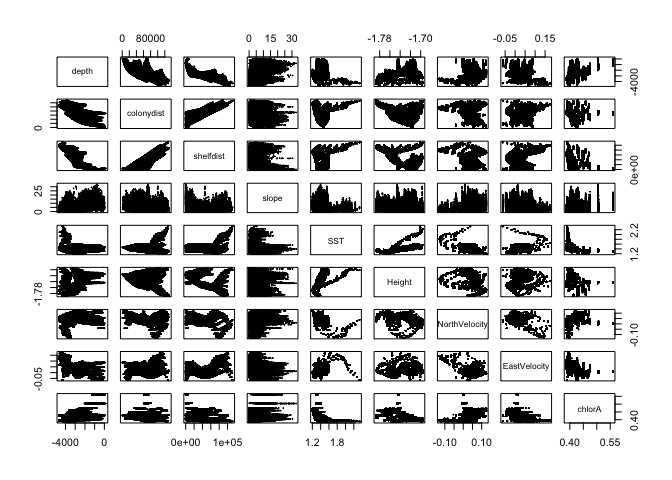 0 80000 0 15 30 -1.78 -1.70 -0.05 0.15
depth -4000
0 colonydist
shelfdist 0e+00
0 25 slope
SST 1.2 2.2
-1.78 Height
NorthVelocity -0.10
-0.05 EastVelocity
chlorA 0.40
-4000 0 0e+00 1e+05 1.2 1.8 -0.10 0.10 0.40 0.55